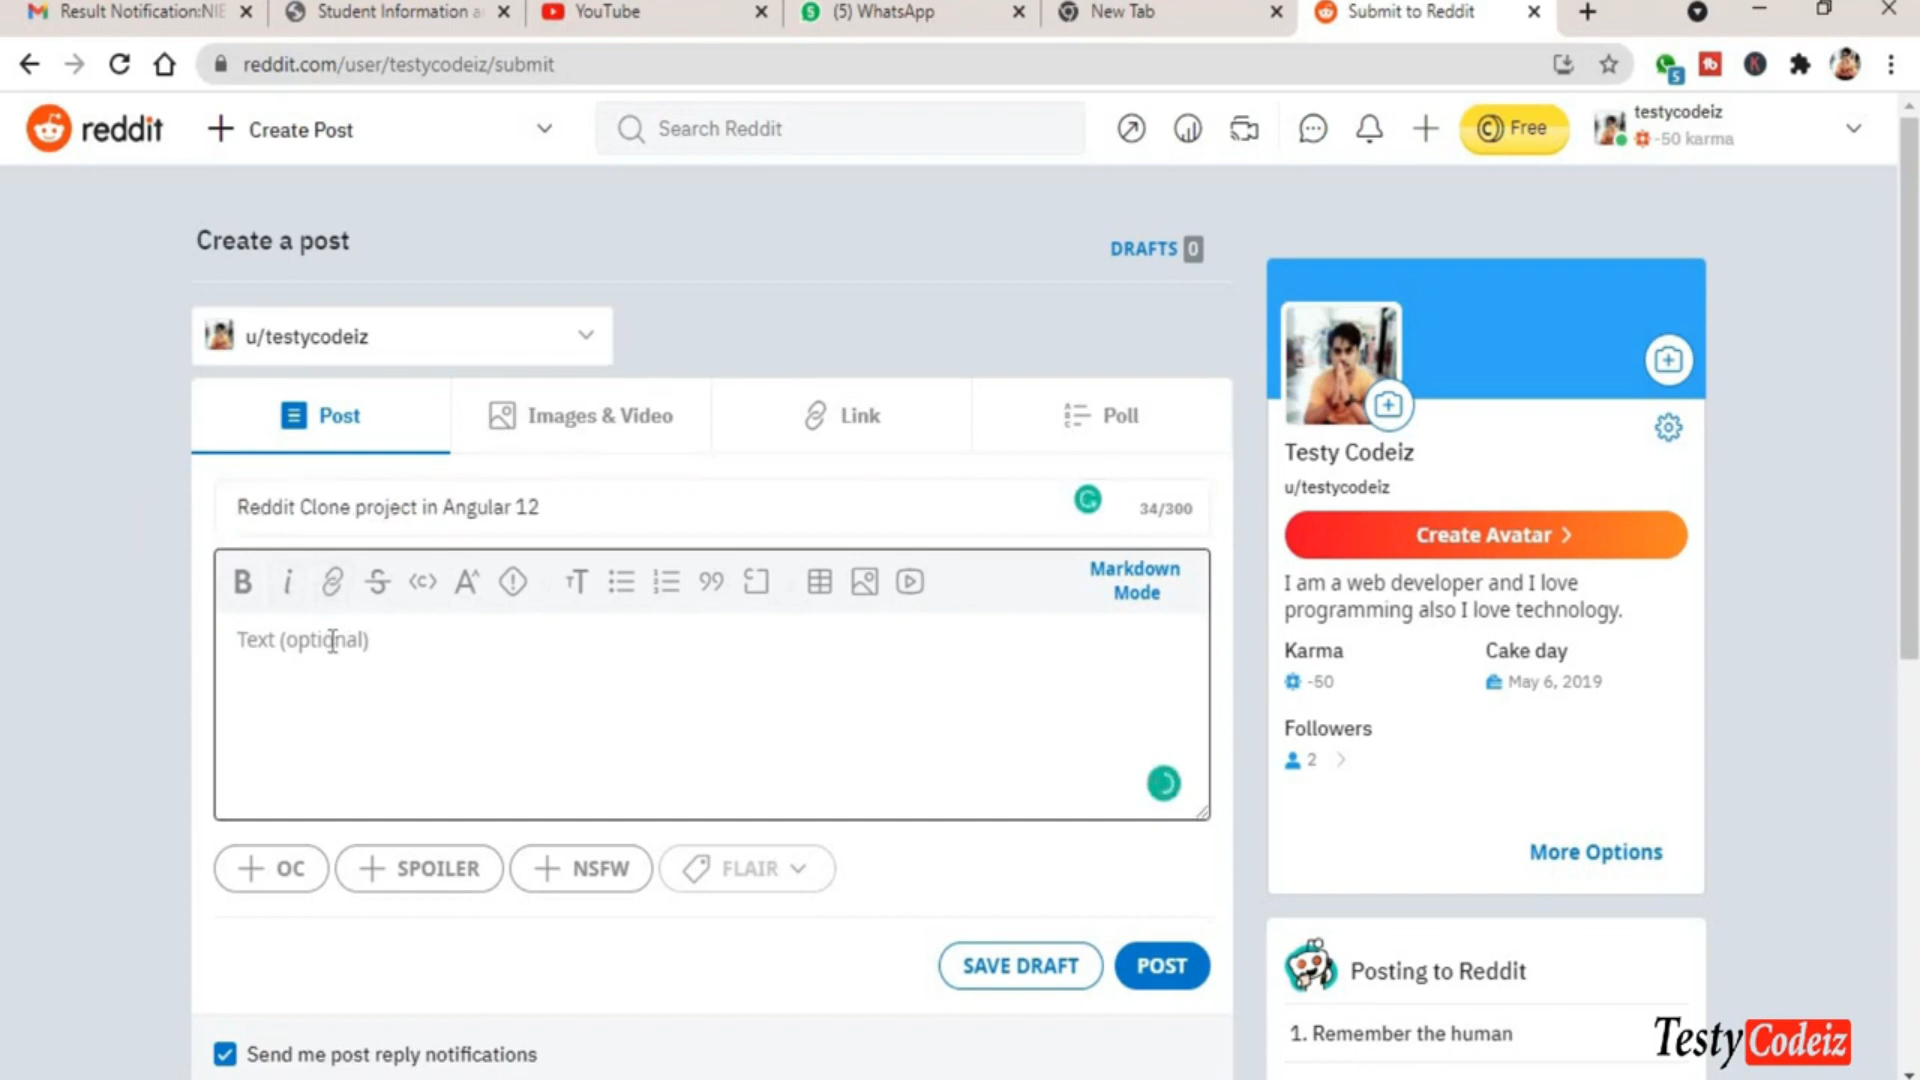 Result Notification:NIE
Student Information a
YouTube
(5) WhatsApp
New Tab
Submit to Reddit
reddit.com/user/testycodeiz/submit
5
reddit
Create Post
Search Reddit
Free
testycodeiz
-50 karma
Create a post
DRAFTS 0
u/testycodeiz
Post
Images & Video
Link
Poll
Reddit Clone project in Angular 12
34/300
Markdown
Mode
Text (optional)
OC
SPOILER
NSFW
FLAIR
SAVE DRAFT
POST
Send me post reply notifications
Testy Codeiz
u/testycodeiz
Create Avatar
I am a web developer and I love
programming also I love technology.
Karma
Cake day
-50
May 6, 2019
Followers
2
More Options
Posting to Reddit
1. Remember the human
Testy Codeiz